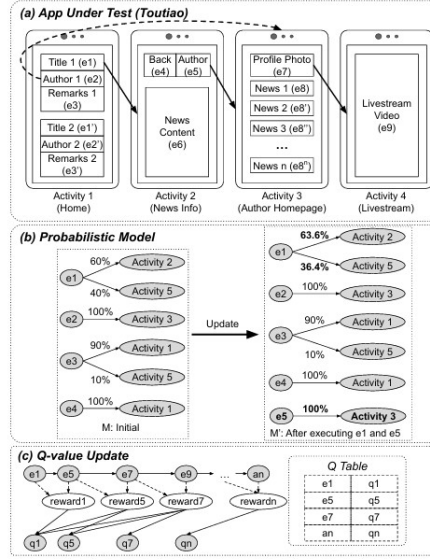 (a) App Under Test (Toutiao)
Title 1 (e1)
Author 1 (e2)
Remarks 1
(e3)
Title 2 (e1')
Author 2 (e2')
Remarks 2
(e3')
Activity 1
(Home)
Back
(e4)
Author
(e5)
News
Content
(e6)
Activity 2
(News Info)
Profile Photo
(e7)
News 1 (e8)
News 2 (e8')
News 3 (e8'')
...
News n (e8ⁿ)
Activity 3
(Author Homepage)
Livestream
Video
(e9)
Activity 4
(Livestream)
(b) Probabilistic Model
e1
60%
Activity 2
40%
Activity 5
e2
100%
Activity 3
e3
90%
Activity 1
10%
Activity 5
e4
100%
Activity 1
M: Initial
Update
e1
63.6%
Activity 2
36.4%
Activity 5
e2
100%
Activity 3
e3
90%
Activity 1
10%
Activity 5
e4
100%
Activity 1
e5
100%
Activity 3
M': After executing e1 and e5
(c) Q-value Update
e1 e5 e7 e9 ... an
reward1 reward5 reward7 rewardn
q1 q5 q7 qn
Q Table
e1 q1
e5 q5
e7 q7
an qn